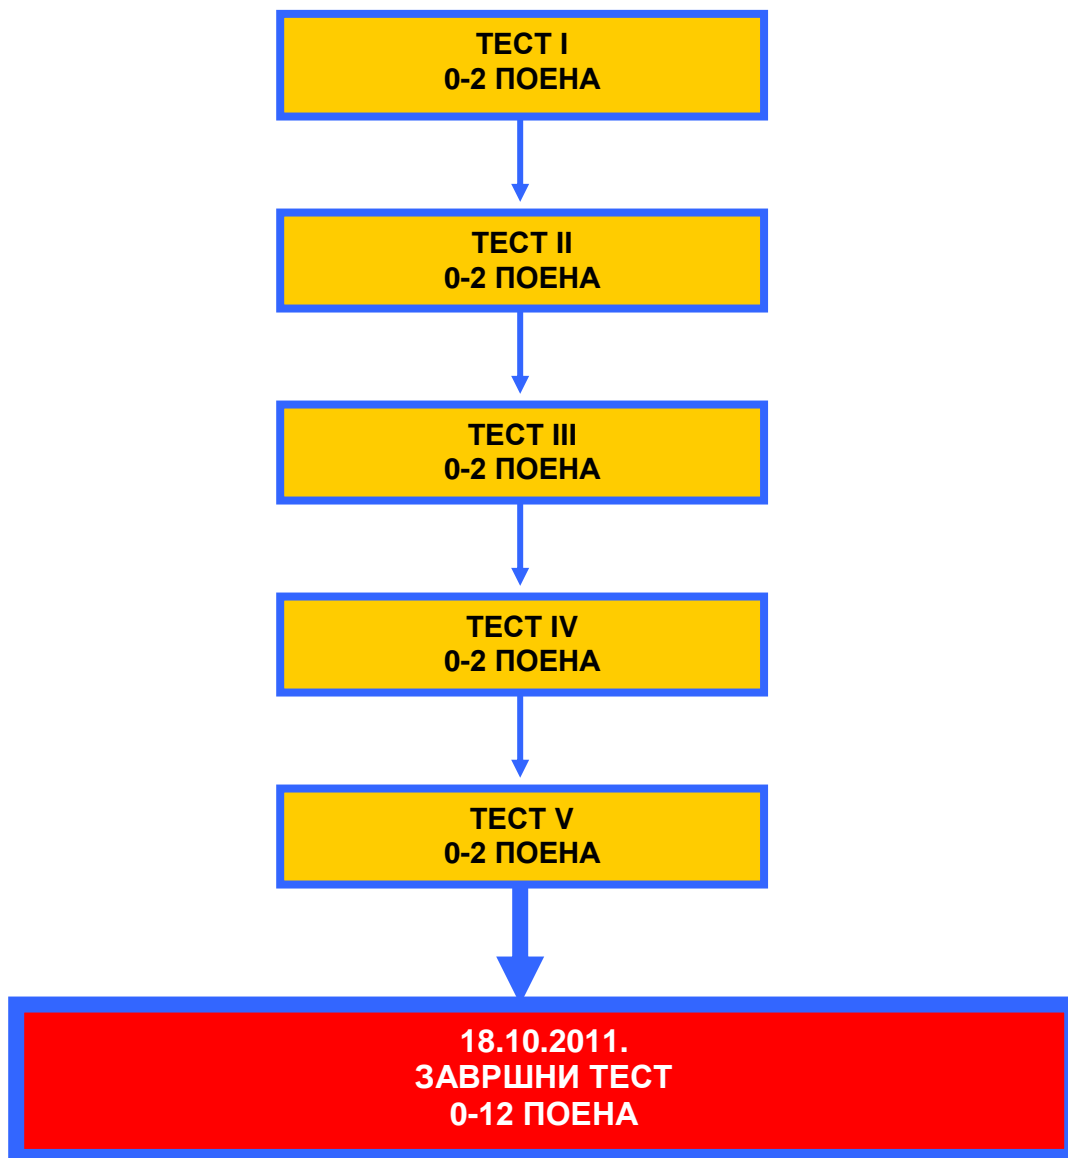 ТЕСТ I
0-2 ПОЕНА
ТЕСТ II
0-2 ПОЕНА
ТЕСТ III
0-2 ПОЕНА
ТЕСТ IV
0-2 ПОЕНА
ТЕСТ V
0-2 ПОЕНА
18.10.2011.
ЗАВРШНИ ТЕСТ
0-12 ПОЕНА